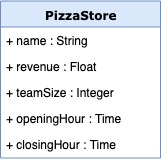 PizzaStore
+ name : String
+ revenue : Float
+ teamSize : Integer
+ openingHour : Time
+ closingHour : Time